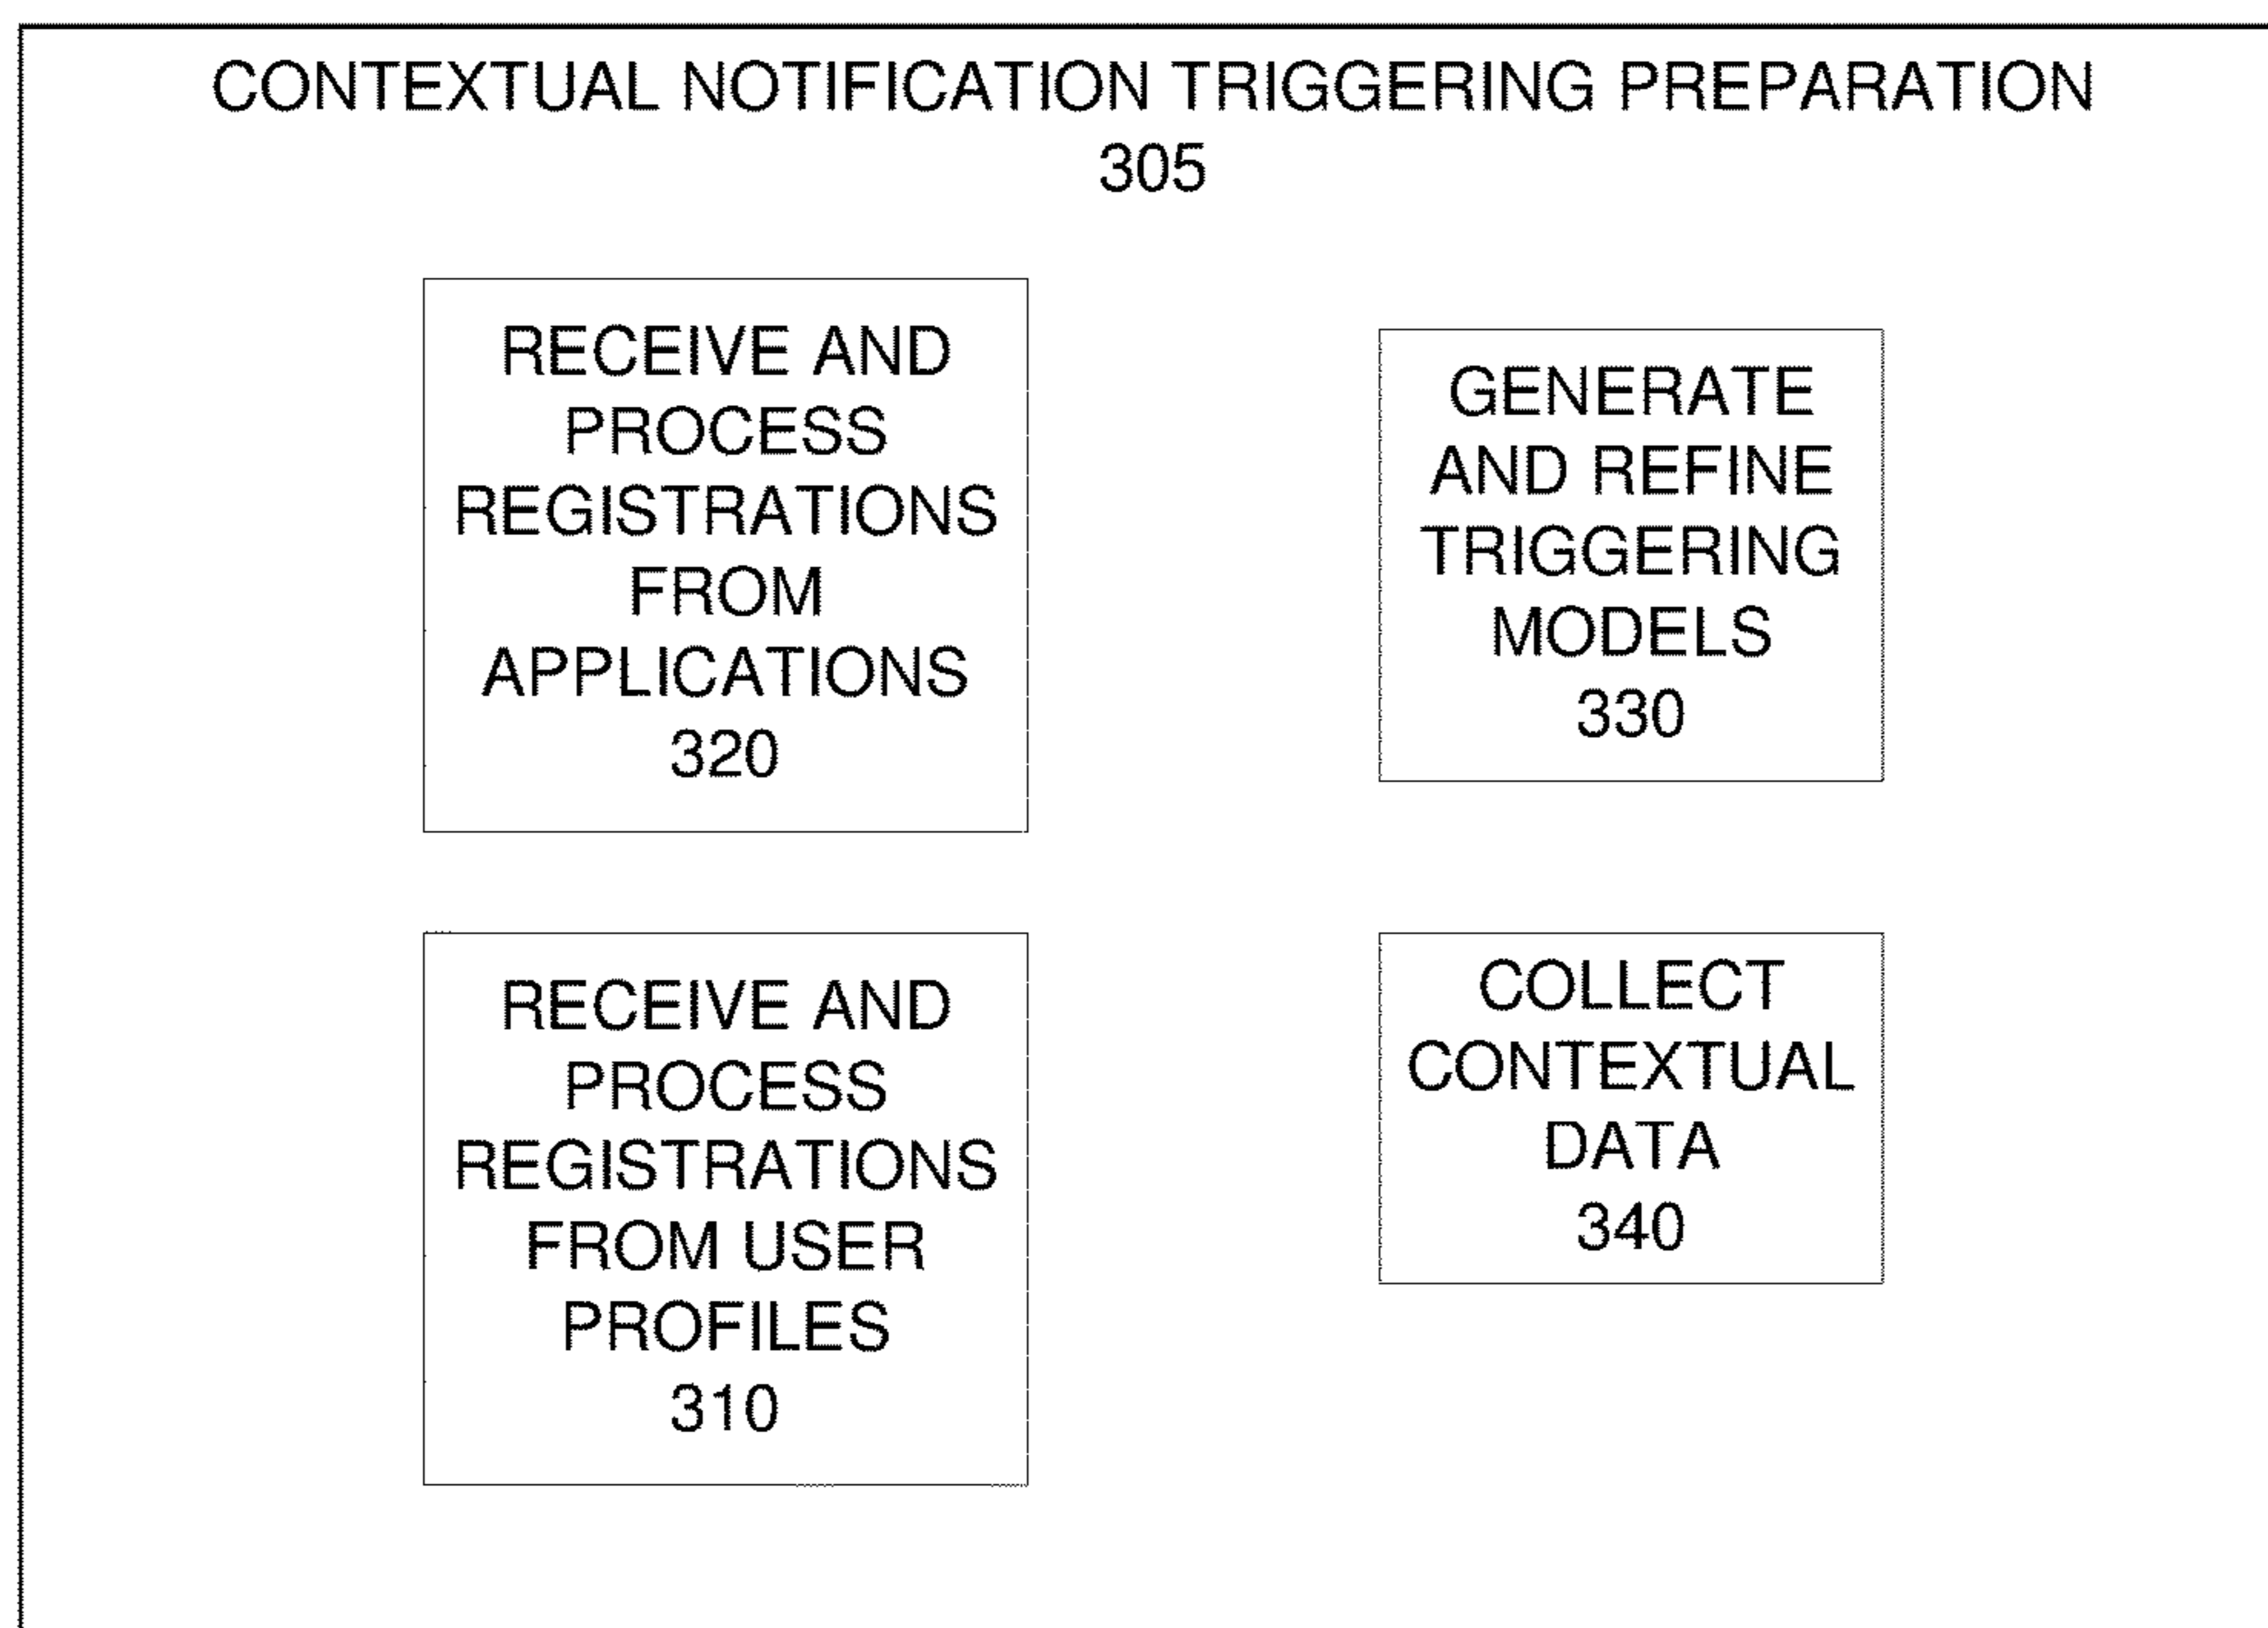 CONTEXTUAL NOTIFICATION TRIGGERING PREPARATION
305
RECEIVE AND
PROCESS
REGISTRATIONS
FROM
APPLICATIONS
320
GENERATE
AND REFINE
TRIGGERING
MODELS
330
RECEIVE AND
PROCESS
REGISTRATIONS
FROM USER
PROFILES
310
COLLECT
CONTEXTUAL
DATA
340